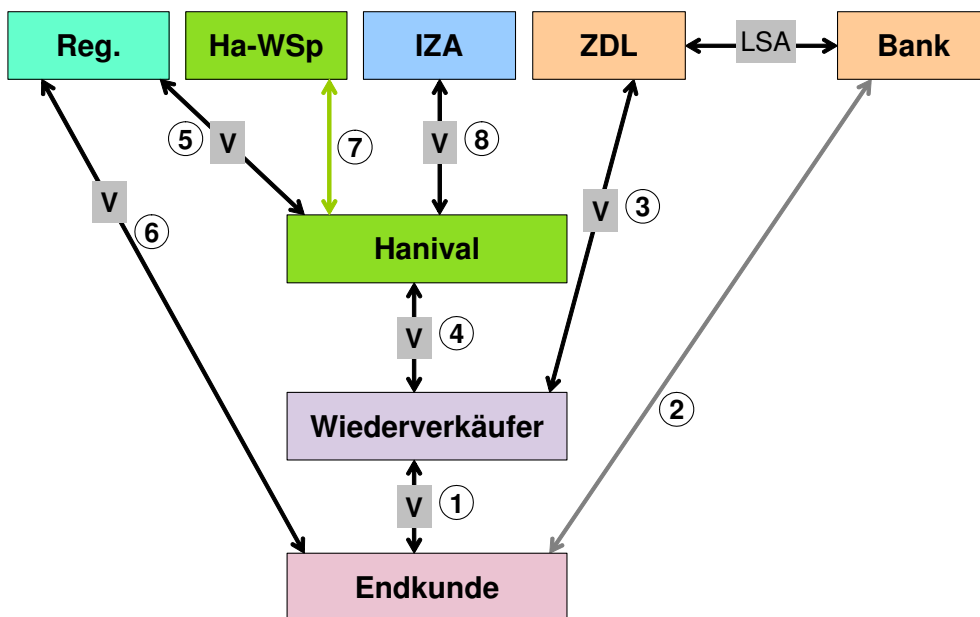 Reg.
Ha-WSp
IZA
ZDL
LSA
Bank
5
V
7
V
8
V
6
V
3
Hanival
V
4
2
Wiederverkäufer
V
1
Endkunde